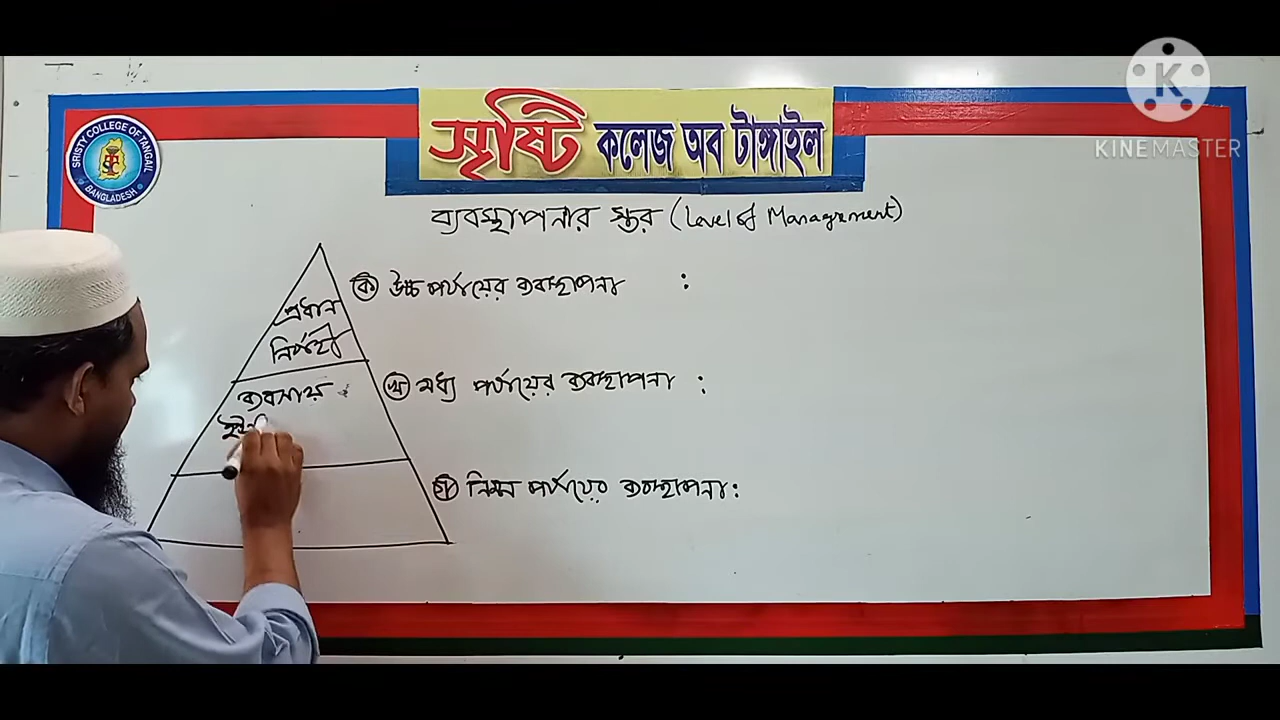 KINEMASTER
SRISTY COLLEGE OF TANGAIL
BANGLADESH
সৃষ্টি কলেজ অব টাঙ্গাইল
ব্যবস্থাপনার স্তর (Level of Management)
প্রধান
নির্বাহী
ব্যবসায়
ক উচ্চ পর্যায়ের ব্যবস্থাপনা :
খ মধ্য পর্যায়ের ব্যবস্থাপনা :
গ নিম্ন পর্যায়ের ব্যবস্থাপনা :